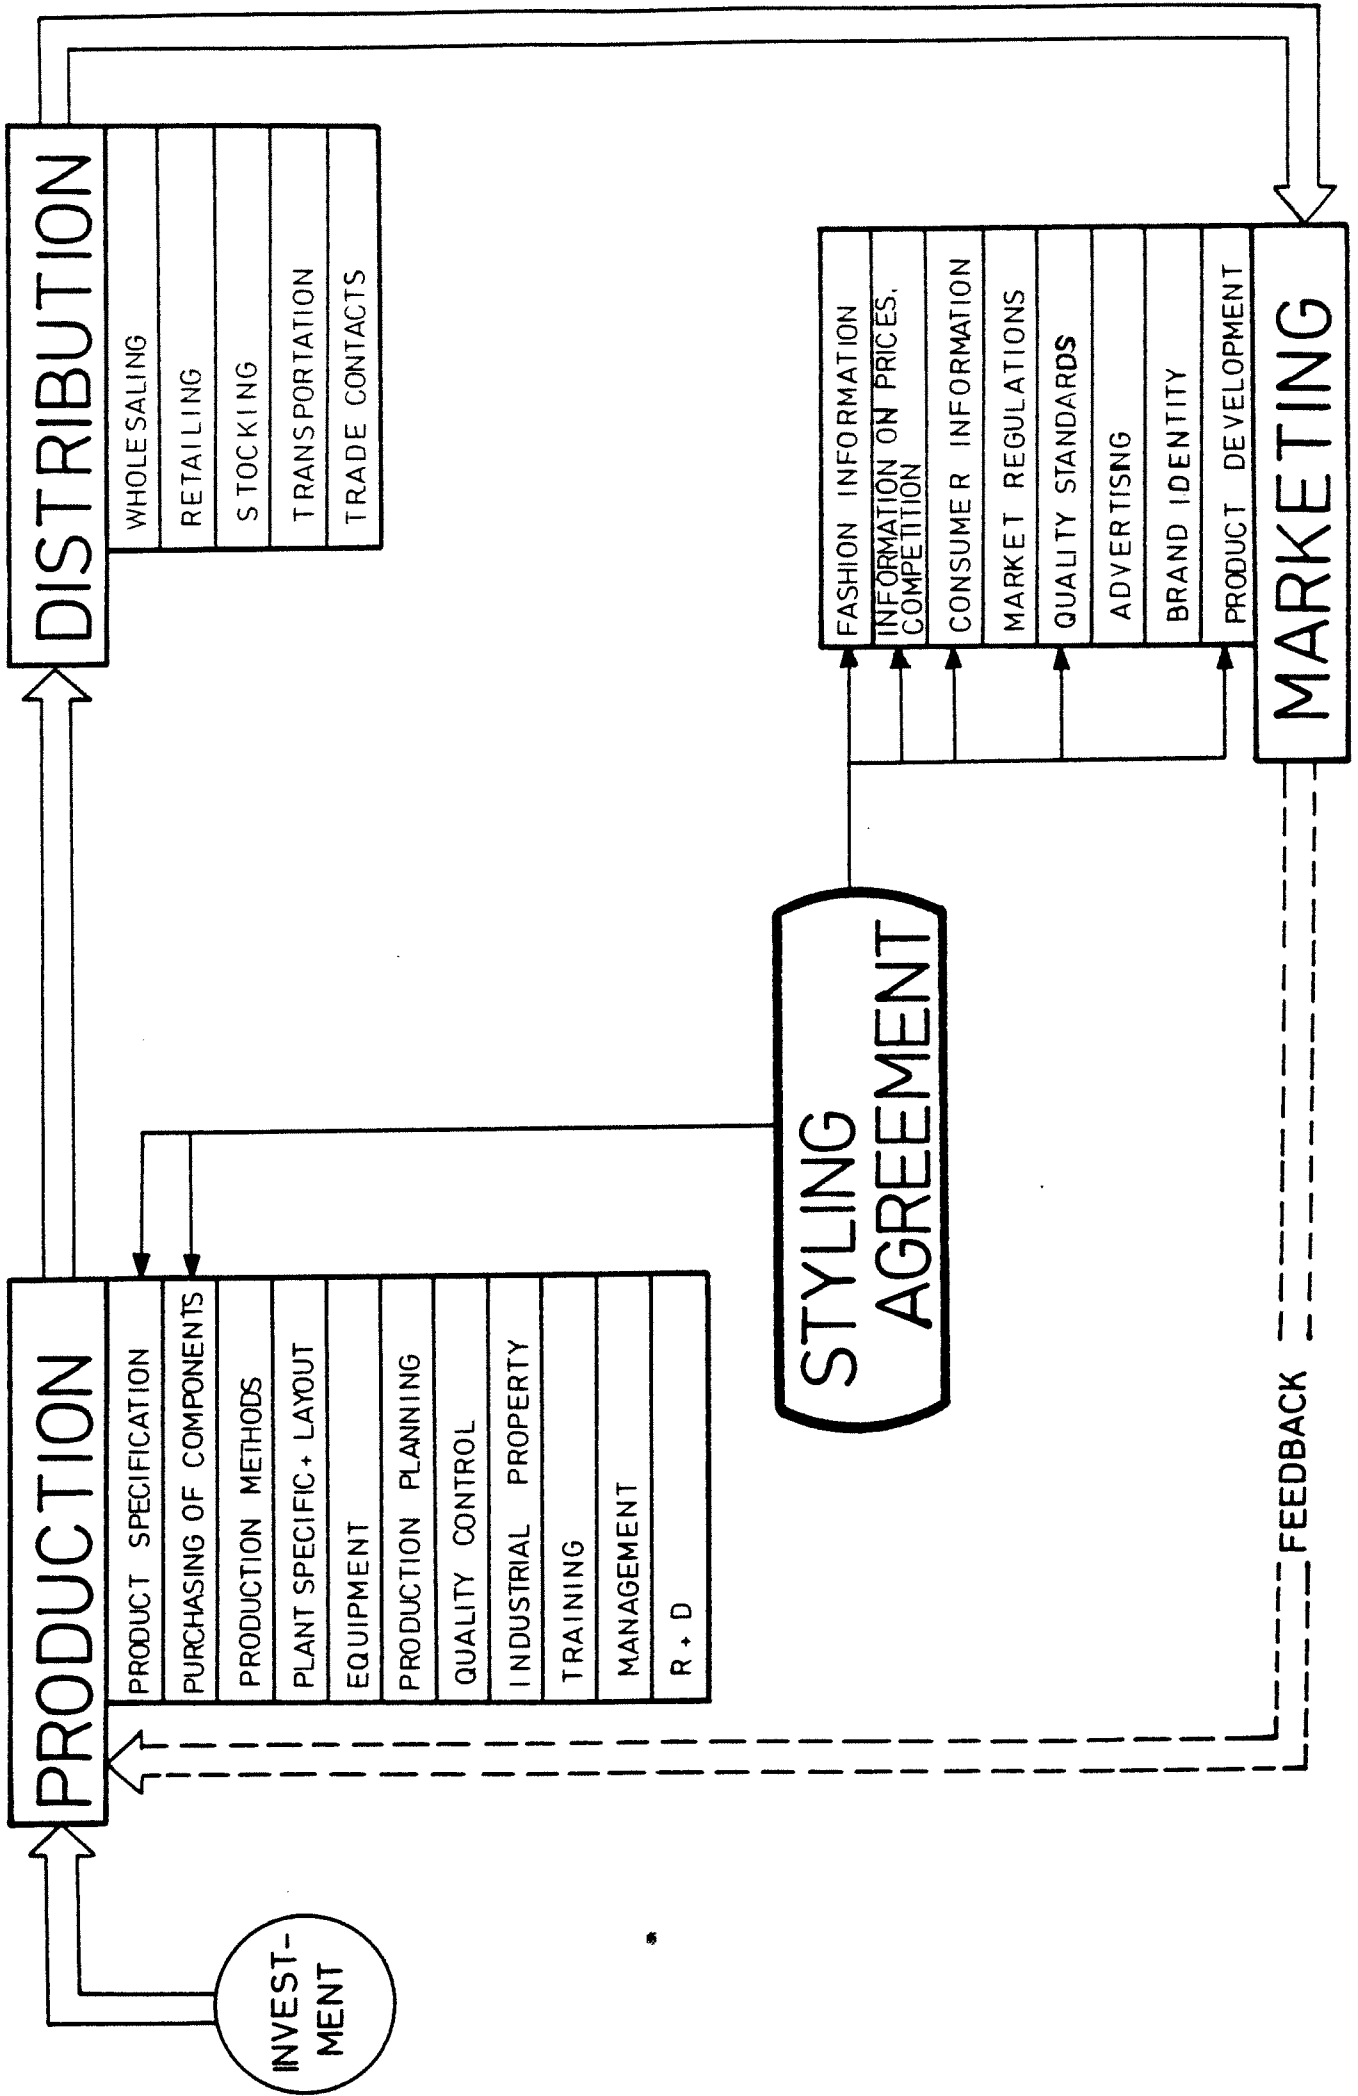 INVEST-
MENT
PRODUCTION
PRODUCT SPECIFICATION
PURCHASING OF COMPONENTS
PRODUCTION METHODS
PLANT SPECIFIC + LAYOUT
EQUIPMENT
PRODUCTION PLANNING
QUALITY CONTROL
INDUSTRIAL PROPERTY
TRAINING
MANAGEMENT
R + D
DISTRIBUTION
WHOLESALING
RETAILING
STOCKING
TRANSPORTATION
TRADE CONTACTS
STYLING
AGREEMENT
FASHION INFORMATION
INFORMATION ON PRICES,
COMPETITION
CONSUMER INFORMATION
MARKET REGULATIONS
QUALITY STANDARDS
ADVERTISING
BRAND IDENTITY
PRODUCT DEVELOPMENT
MARKETING
FEEDBACK